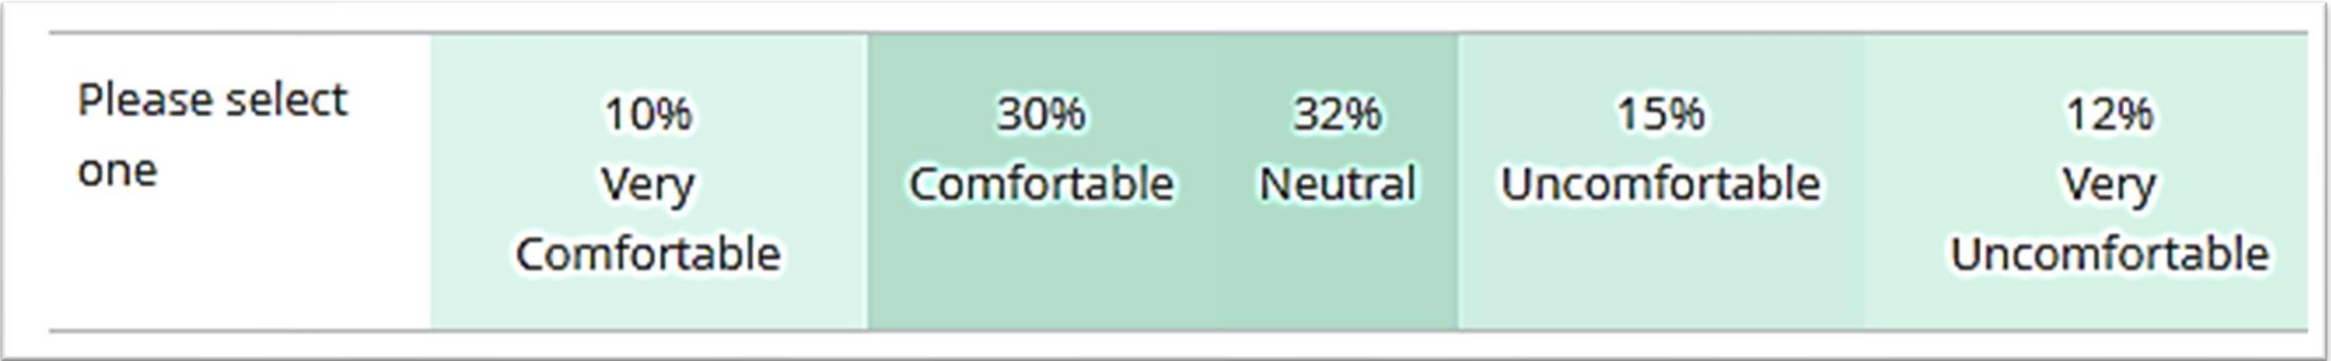 Please select
one
10%
Very
Comfortable
30%
Comfortable
32%
Neutral
15%
Uncomfortable
12%
Very
Uncomfortable